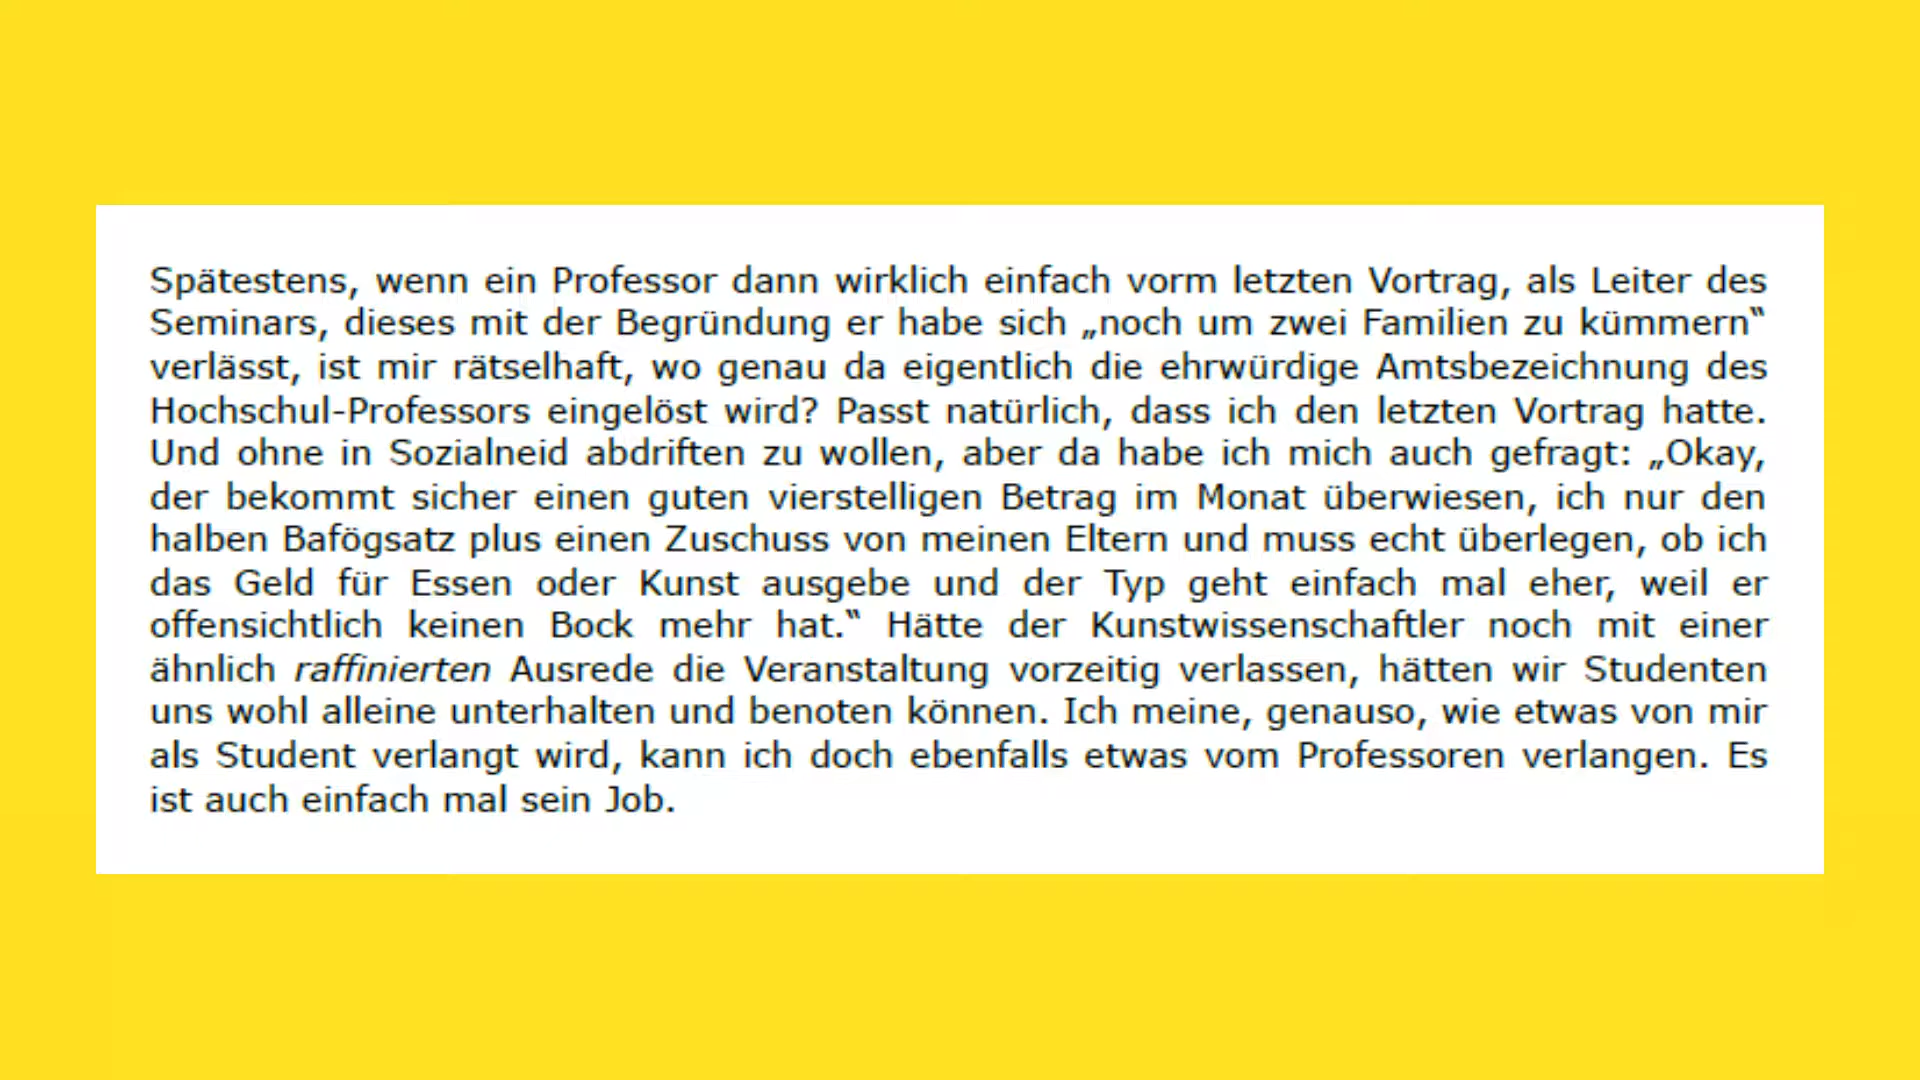 Spätestens, wenn ein Professor dann wirklich einfach vorm letzten Vortrag, als Leiter des
Seminars, dieses mit der Begründung er habe sich „noch um zwei Familien zu kümmern“
verlässt, ist mir rätselhaft, wo genau da eigentlich die ehrwürdige Amtsbezeichnung des
Hochschul-Professors eingelöst wird? Passt natürlich, dass ich den letzten Vortrag hatte.
Und ohne in Sozialneid abdriften zu wollen, aber da habe ich mich auch gefragt: „Okay,
der bekommt sicher einen guten vierstelligen Betrag im Monat überwiesen, ich nur den
halben Bafögsatz plus einen Zuschuss von meinen Eltern und muss echt überlegen, ob ich
das Geld für Essen oder Kunst ausgebe und der Typ geht einfach mal eher, weil er
offensichtlich keinen Bock mehr hat.“ Hätte der Kunstwissenschaftler noch mit einer
ähnlich raffinierten Ausrede die Veranstaltung vorzeitig verlassen, hätten wir Studenten
uns wohl alleine unterhalten und benoten können. Ich meine, genauso, wie etwas von mir
als Student verlangt wird, kann ich doch ebenfalls etwas vom Professoren verlangen. Es
ist auch einfach mal sein Job.